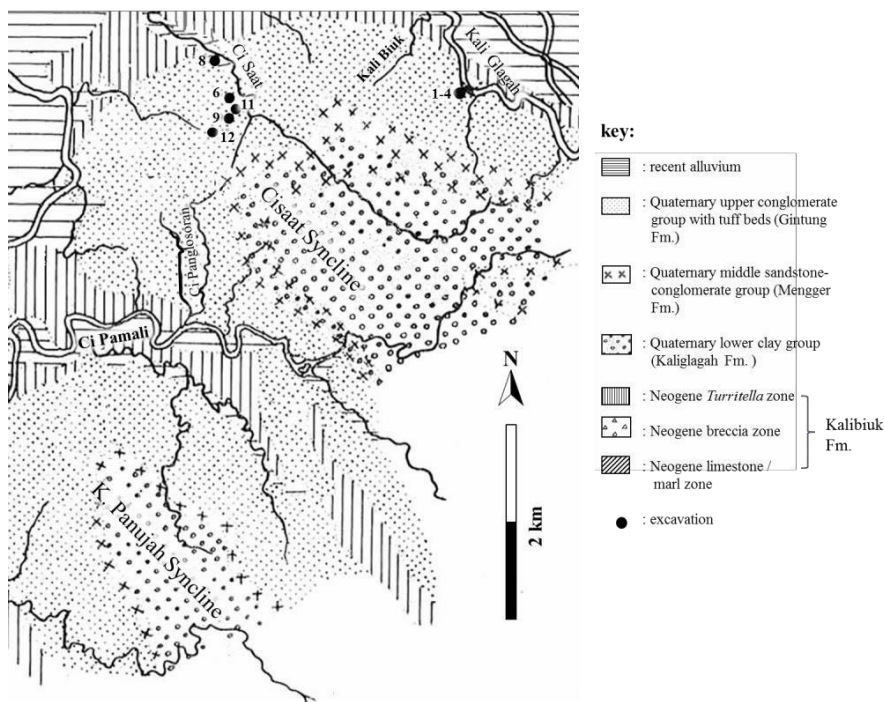 8
Ci Saat
Kali Biuk
Kali Glagah
1-4
6
11
9
12
Cisaat Syncline
Ci Panglosoran
Ci Pamali
N
2 km
K. Panujah Syncline
key:
: recent alluvium
: Quaternary upper conglomerate
group with tuff beds (Gintung
Fm.)
: Quaternary middle sandstone-
conglomerate group (Mengger
Fm.)
: Quaternary lower clay group
(Kaliglagah Fm. )
: Neogene Turritella zone
: Neogene breccia zone
Kalibiuk
Fm.
: Neogene limestone /
marl zone
: excavation